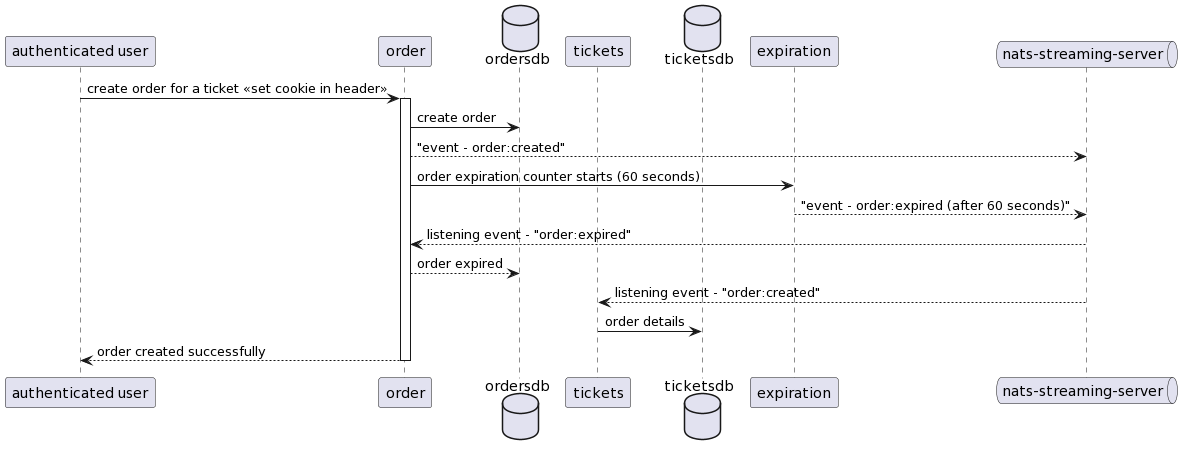 ordersdb
ticketsdb
authenticated user
order
tickets
expiration
nats-streaming-server
create order for a ticket «set cookie in header»
create order
"event - order:created"
order expiration counter starts (60 seconds)
"event - order:expired (after 60 seconds)"
listening event - "order:expired"
order expired
listening event - "order:created"
order details
order created successfully
authenticated user
order
ordersdb
tickets
ticketsdb
expiration
nats-streaming-server